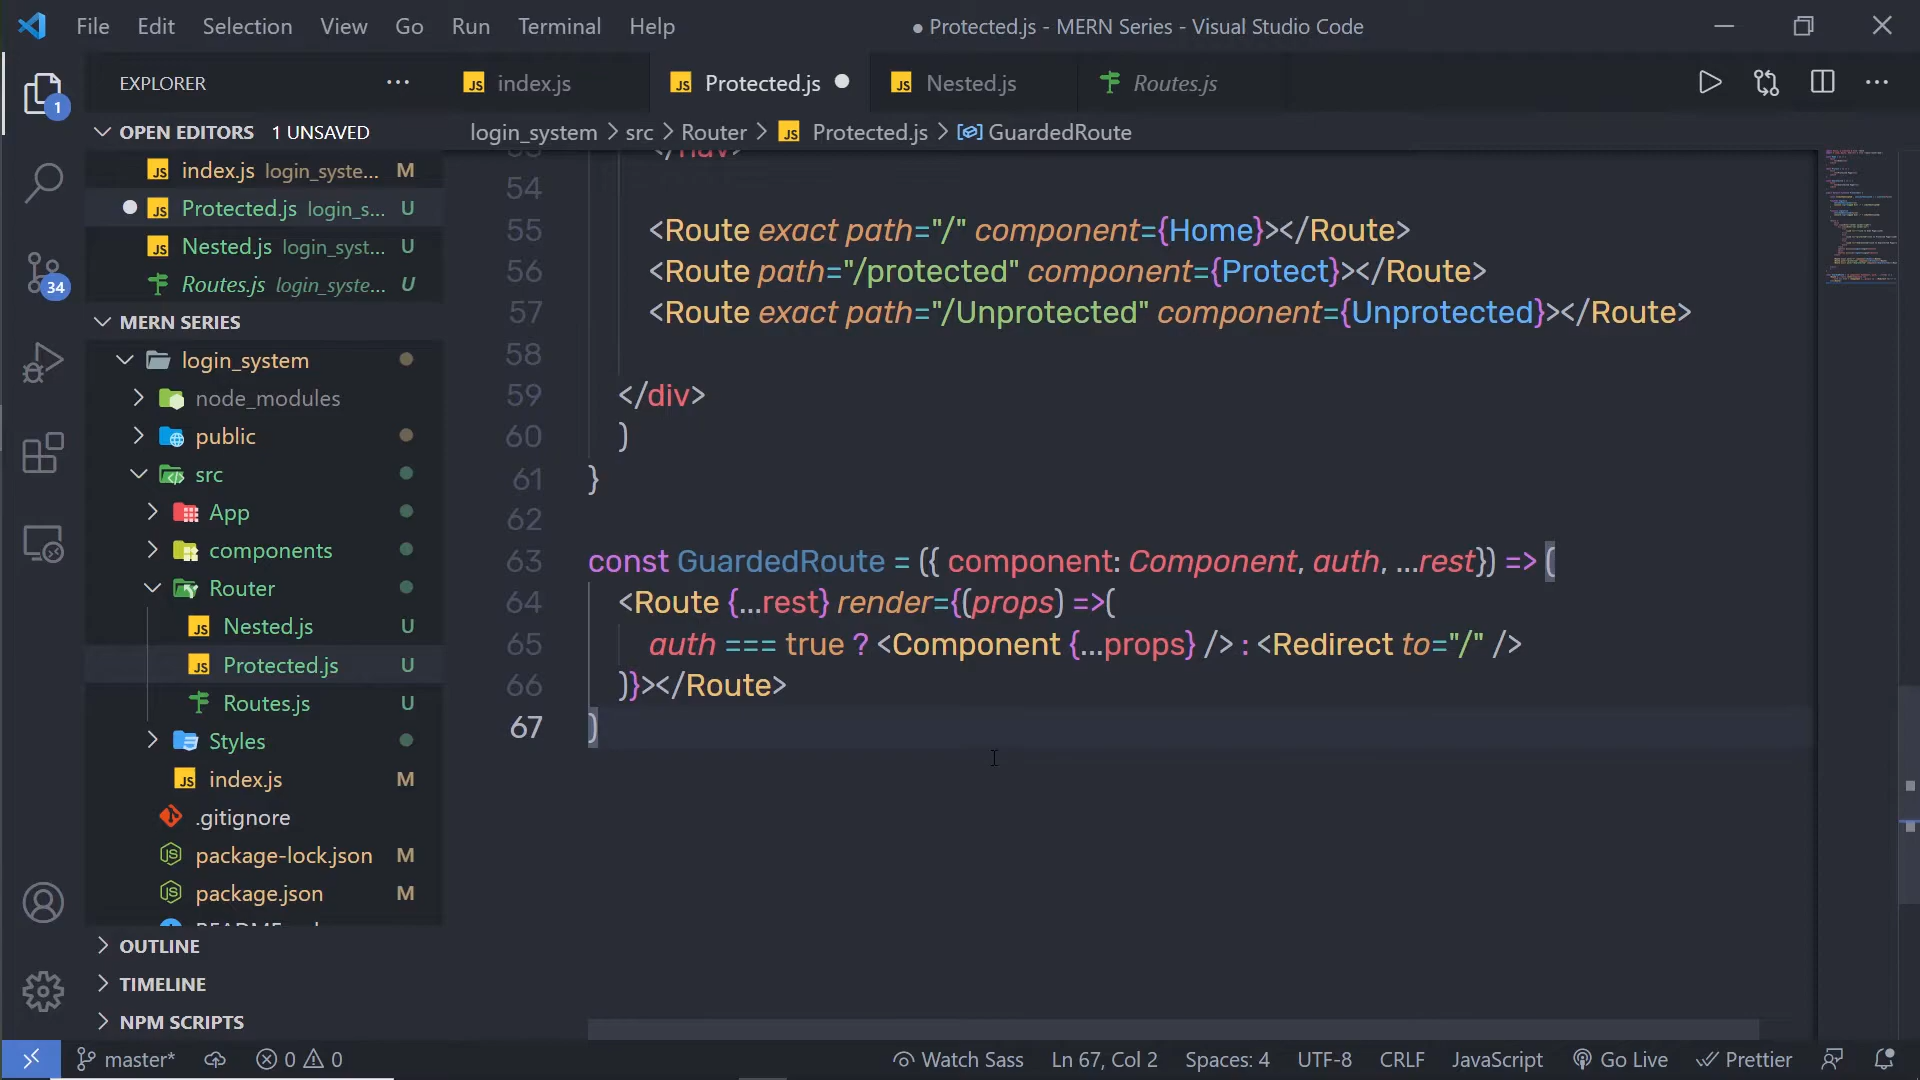 File Edit Selection View Go Run Terminal Help
● Protected.js - MERN Series - Visual Studio Code
EXPLORER ···
index.js
Protected.js
Nested.js
Routes.js
OPEN EDITORS 1 UNSAVED
index.js login_syste... M
Protected.js login_s... U
Nested.js login_syst... U
Routes.js login_syste... U
MERN SERIES
login_system
node_modules
public
src
App
components
Router
Nested.js U
Protected.js U
Routes.js U
Styles
index.js M
.gitignore
package-lock.json M
package.json M
OUTLINE
TIMELINE
NPM SCRIPTS
1
34
login_system > src > Router > JS Protected.js > GuardedRoute
53 </nav>
54
55 <Route exact path="/" component={Home}></Route>
56 <Route path="/protected" component={Protect}></Route>
57 <Route exact path="/Unprotected" component={Unprotected}></Route>
58
59 </div>
60 )
61 }
62
63 const GuardedRoute = ({ component: Component, auth, ...rest}) => (
64 <Route {...rest} render={(props) =>(
65 auth === true ? <Component {...props} /> : <Redirect to="/" />
66 )}></Route>
67 )
master* 0 0 Watch Sass Ln 67, Col 2 Spaces: 4 UTF-8 CRLF JavaScript Go Live Prettier